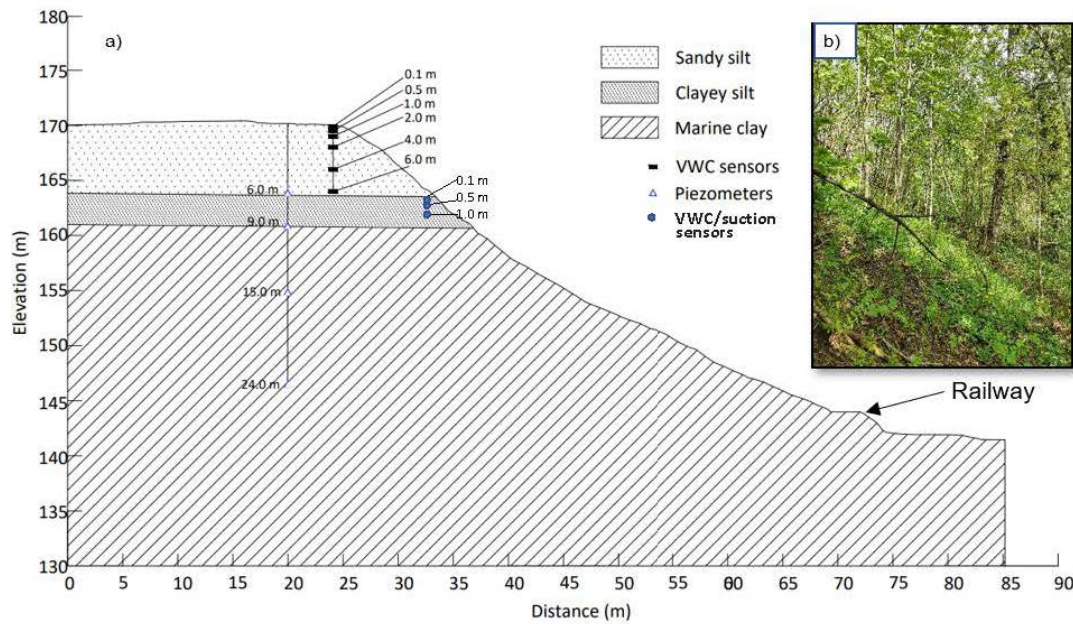 a)
b)
180
175
170
165
160
155
150
145
140
135
130
Elevation (m)
0.1 m
0.5 m
1.0 m
2.0 m
4.0 m
6.0 m
0.1 m
0.5 m
1.0 m
6.0 m
9.0 m
15.0 m
24.0 m
Sandy silt
Clayey silt
Marine clay
VWC sensors
Piezometers
VWC/suction
sensors
Railway
0 5 10 15 20 25 30 35 40 45 50 55 60 65 70 75 80 85 90
Distance (m)